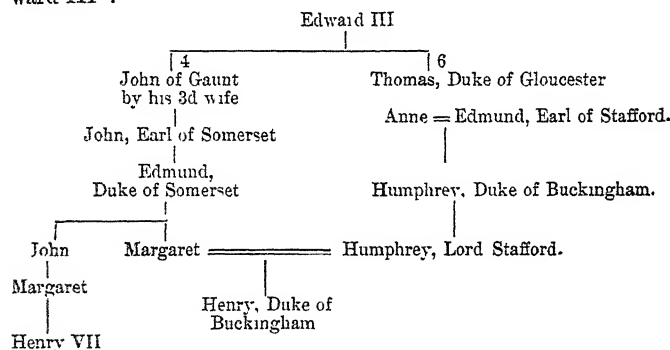 Edward III
4
6
John of Gaunt
by his 3d wife
Thomas, Duke of Gloucester
Anne = Edmund, Earl of Stafford.
John, Earl of Somerset
Edmund,
Duke of Somerset
Humphrey, Duke of Buckingham.
John
Margaret
Humphrey, Lord Stafford.
Margaret
Henry, Duke of
Buckingham
Henry VII